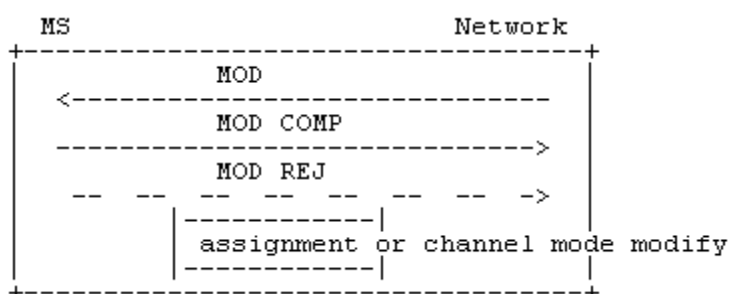 MS Network
MOD
MOD COMP
MOD REJ
assignment or channel mode modify